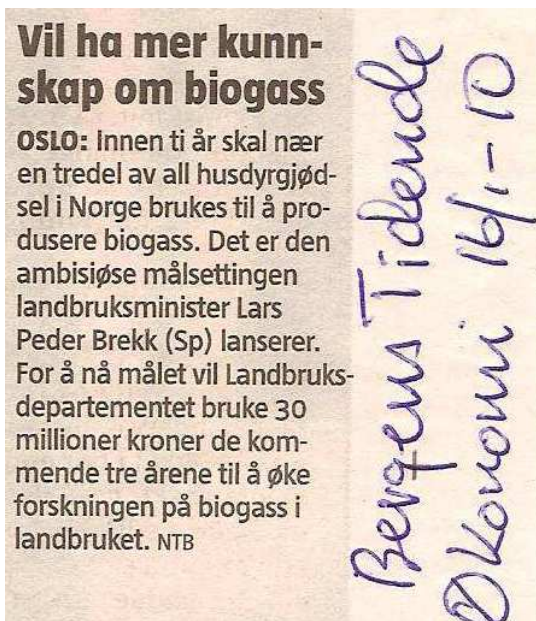 Vil ha mer kunn-
skap om biogass
OSLO: Innen ti år skal nær
en tredel av all husdyrgjød-
sel i Norge brukes til å pro-
dusere biogass. Det er den
ambisiøse målsettingen
landbruksminister Lars
Peder Brekk (Sp) lanserer.
For å nå målet vil Landbruks-
departementet bruke 30
millioner kroner de kom-
mende tre årene til å øke
forskningen på biogass i
landbruket. NTB
Bergens Tidende
Økonomi 16/1-10